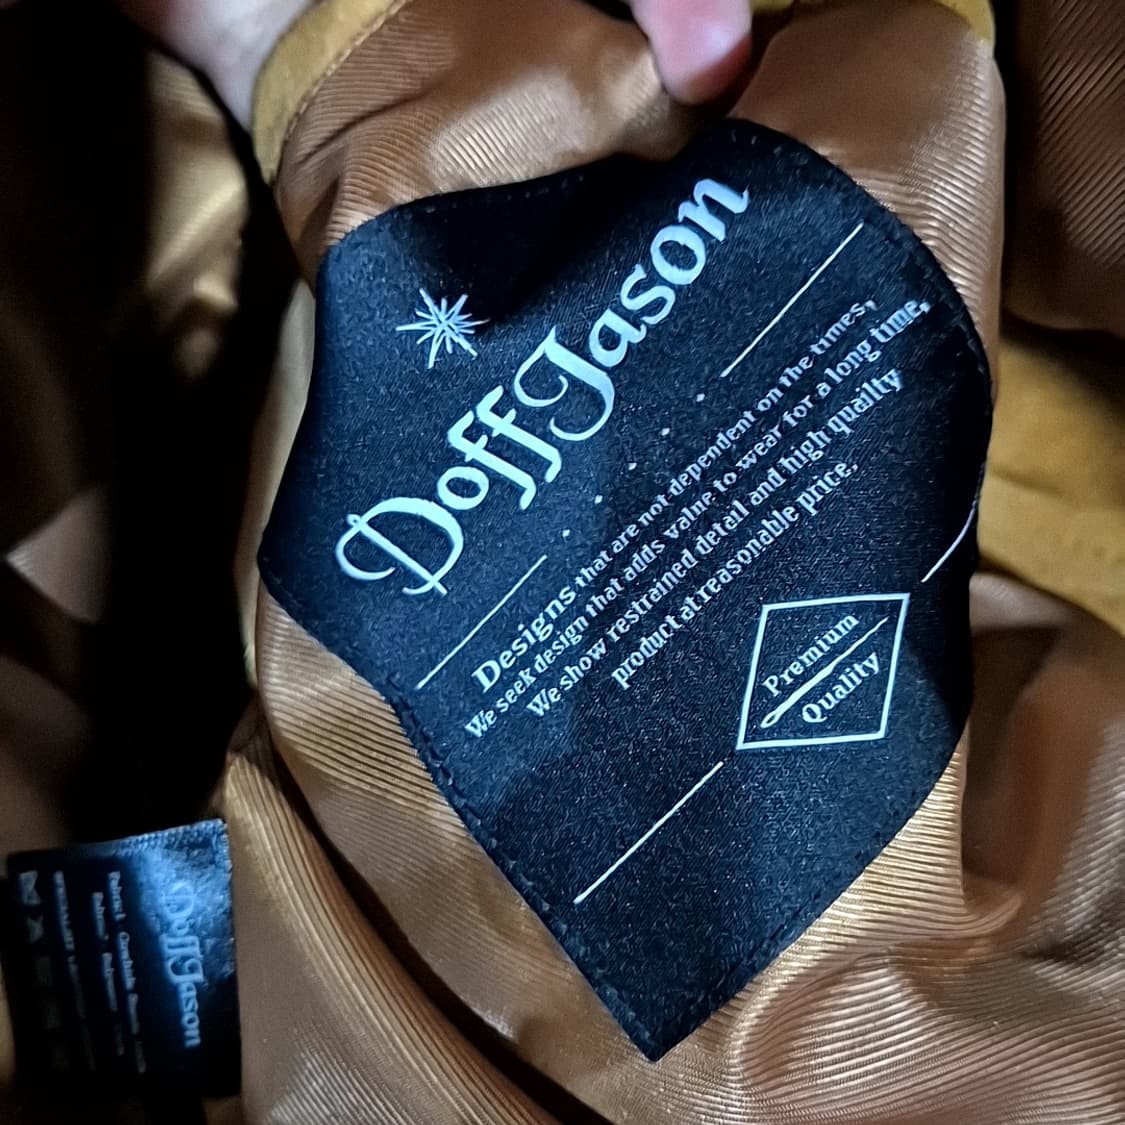 DoffJason
Designs that are not dependent on the times,
We seek design that adds value to wear for a long time,
We show restrained detail and high quailty
product at reasonable price.
Premium
Quality
DoffJason